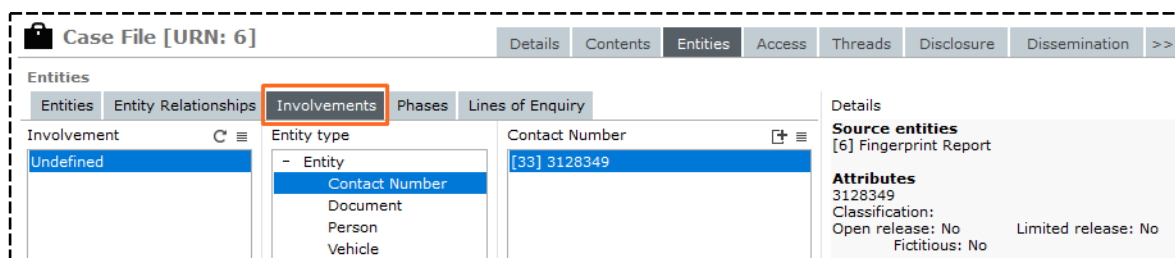 Case File [URN: 6]
Details Contents Entities Access Threads Disclosure Dissemination >>
Entities
Entities Entity Relationships Involvements Phases Lines of Enquiry
Involvement Entity type Contact Number
Undefined
- Entity
Contact Number
Document
Person
Vehicle
[33] 3128349
Details
Source entities
[6] Fingerprint Report
Attributes
3128349
Classification:
Open release: No Limited release: No
Fictitious: No